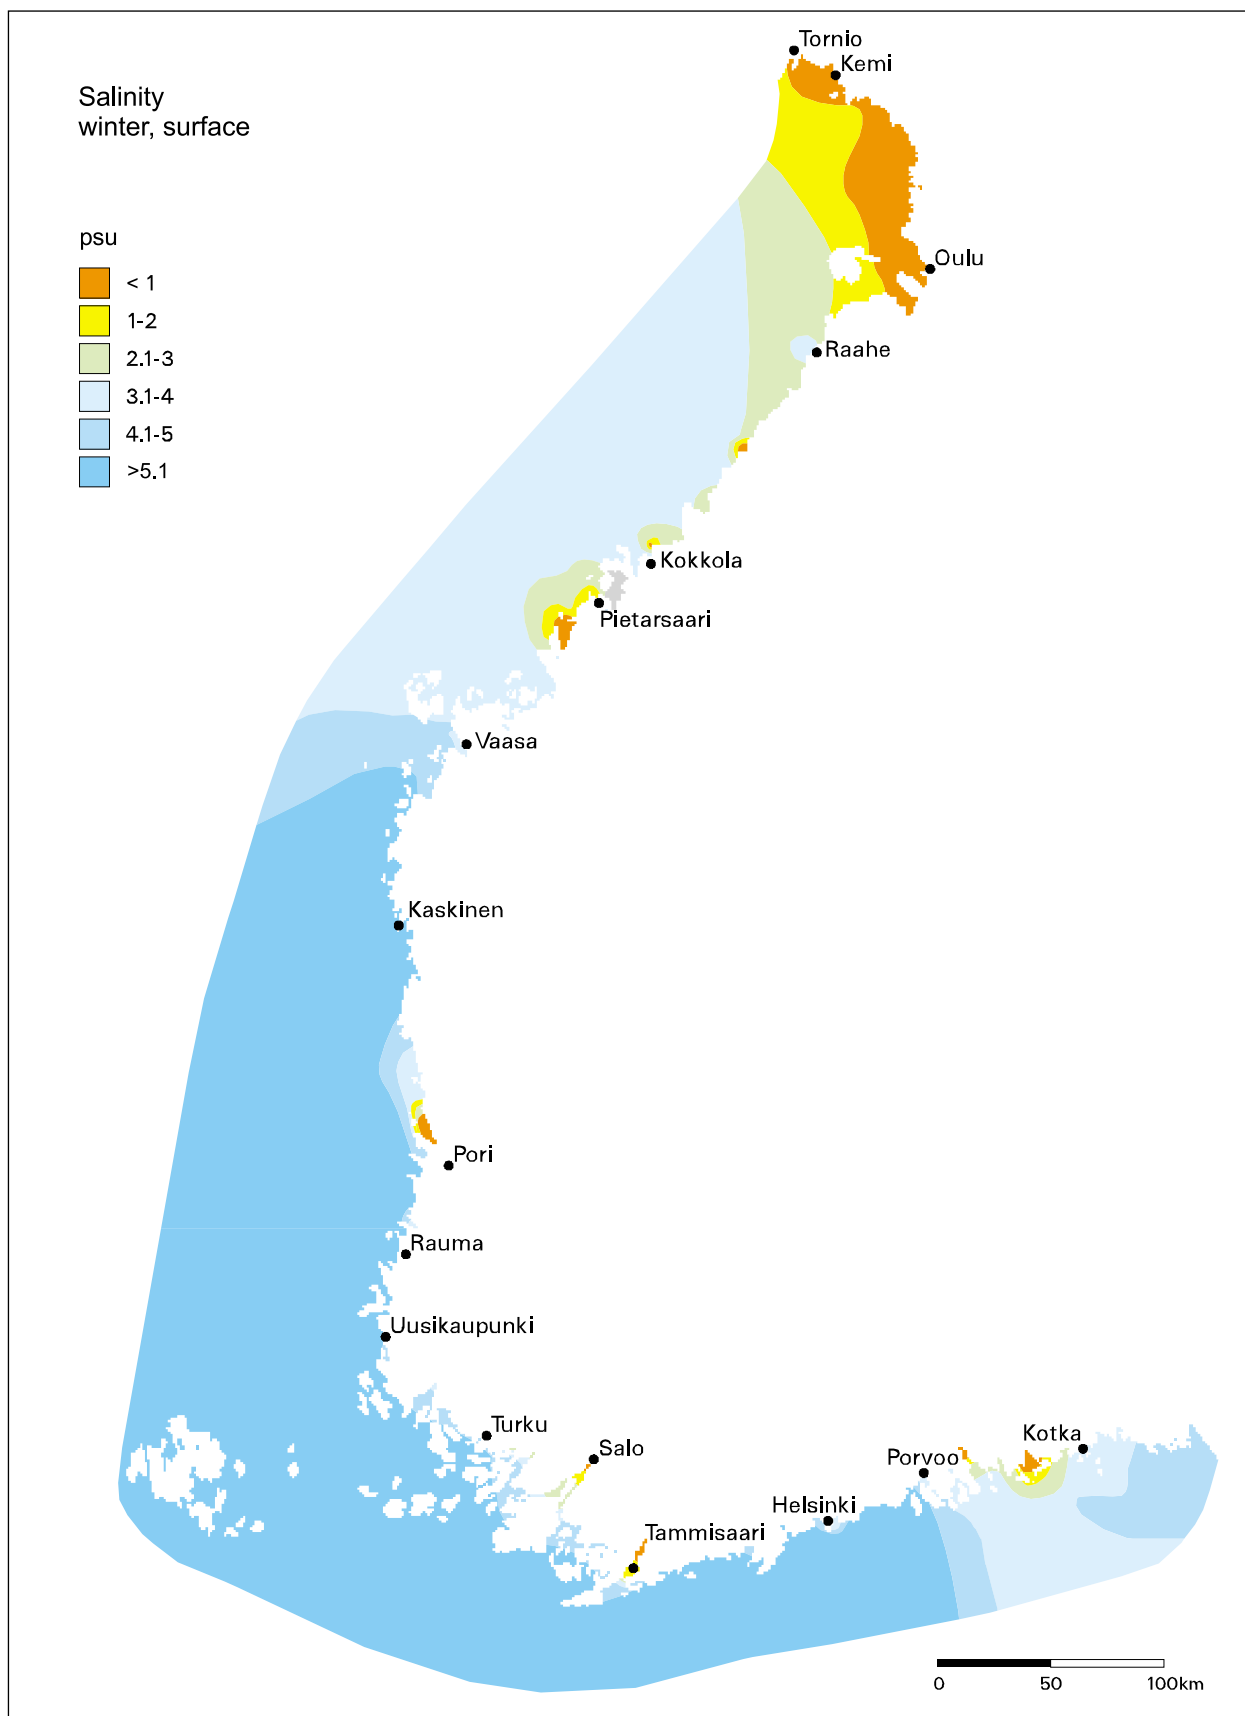 Salinity
winter, surface
psu
< 1
1-2
2.1-3
3.1-4
4.1-5
>5.1
Tornio
Kemi
Oulu
Raahe
Kokkola
Pietarsaari
Vaasa
Kaskinen
Pori
Rauma
Uusikaupunki
Turku
Salo
Tammisaari
Helsinki
Porvoo
Kotka
0 50 100km